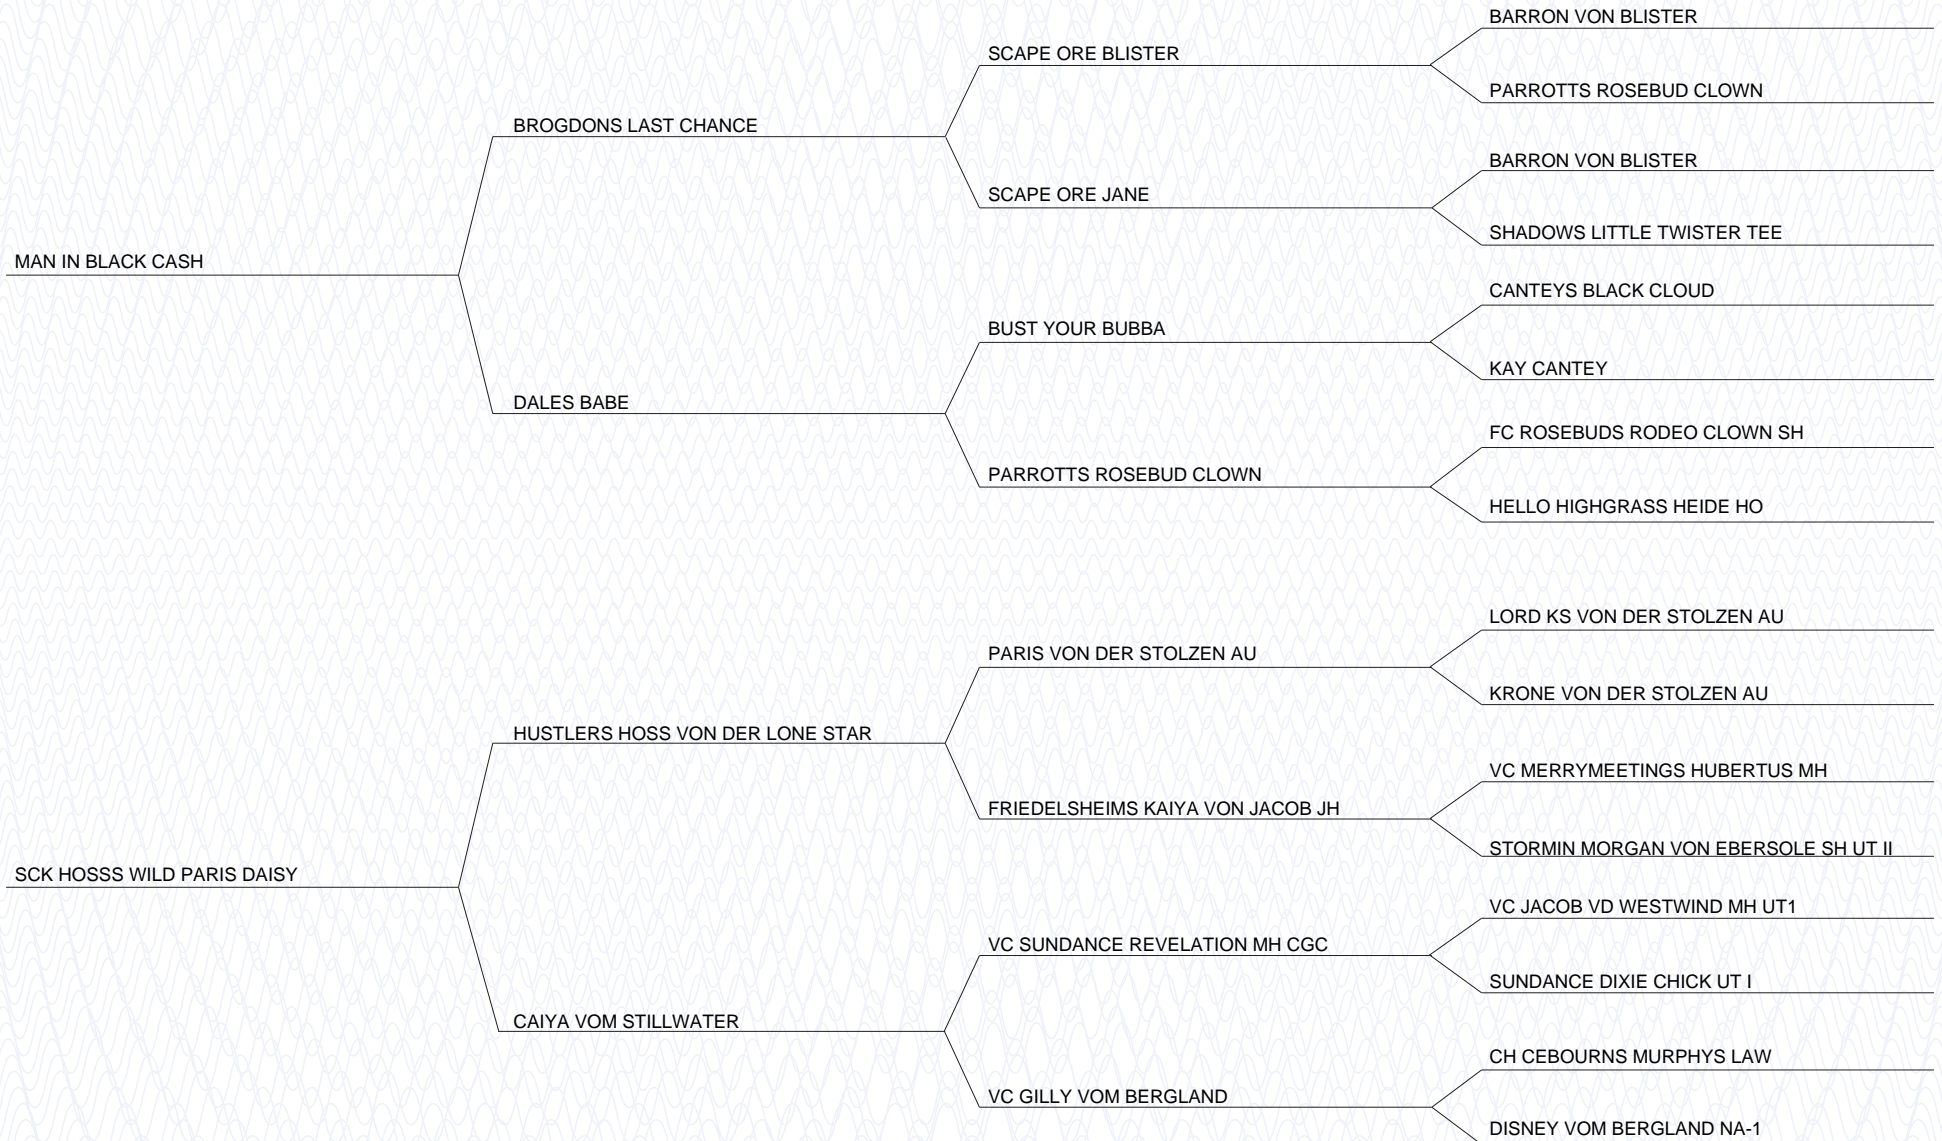 MAN IN BLACK CASH
BROGDONS LAST CHANCE
SCAPE ORE BLISTER
BARRON VON BLISTER
PARROTTS ROSEBUD CLOWN
SCAPE ORE JANE
BARRON VON BLISTER
SHADOWS LITTLE TWISTER TEE
DALES BABE
BUST YOUR BUBBA
CANTEYS BLACK CLOUD
KAY CANTEY
PARROTTS ROSEBUD CLOWN
FC ROSEBUDS RODEO CLOWN SH
HELLO HIGHGRASS HEIDE HO
SCK HOSSS WILD PARIS DAISY
HUSTLERS HOSS VON DER LONE STAR
PARIS VON DER STOLZEN AU
LORD KS VON DER STOLZEN AU
KRONE VON DER STOLZEN AU
FRIEDELSHEIMS KAIYA VON JACOB JH
VC MERRYMEETINGS HUBERTUS MH
STORMIN MORGAN VON EBERSOLE SH UT II
CAIYA VOM STILLWATER
VC SUNDANCE REVELATION MH CGC
VC JACOB VD WESTWIND MH UT1
SUNDANCE DIXIE CHICK UT I
VC GILLY VOM BERGLAND
CH CEBOURNS MURPHYS LAW
DISNEY VOM BERGLAND NA-1